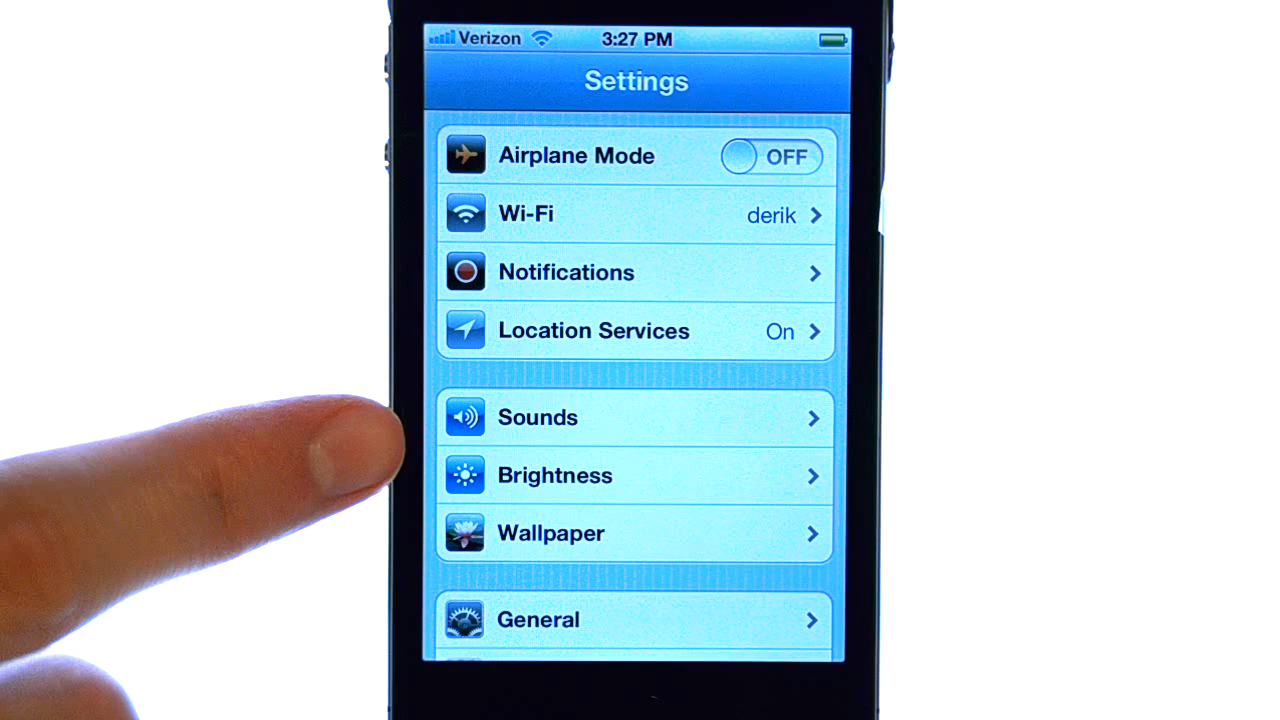 Verizon 3:27 PM
Settings
Airplane Mode OFF
Wi-Fi derik
Notifications
Location Services On
Sounds
Brightness
Wallpaper
General